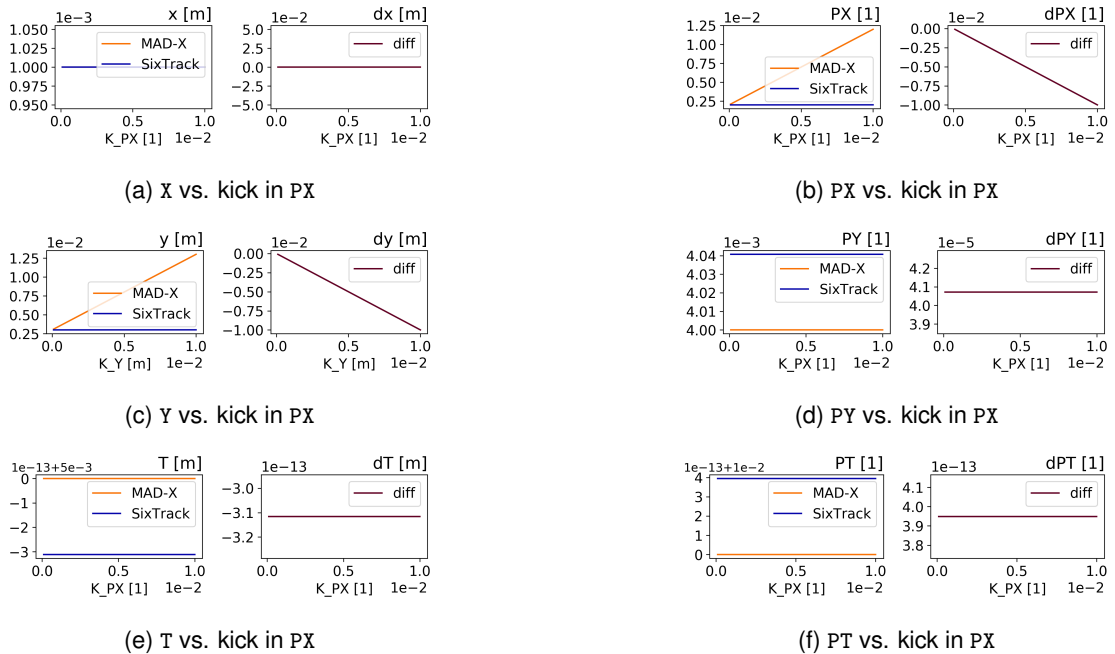 1e−3 x [m]
1.050
1.025
1.000
0.975
0.950
MAD-X
SixTrack
0.0 0.5 1.0
K_PX [1] 1e−2
1e−2 dx [m]
5.0
2.5
0.0
−2.5
−5.0
diff
0.0 0.5 1.0
K_PX [1] 1e−2
(a) X vs. kick in PX
1e−2 PX [1]
1.25
1.00
0.75
0.50
0.25
MAD-X
SixTrack
0.0 0.5 1.0
K_PX [1] 1e−2
1e−2 dPX [1]
0.00
−0.25
−0.50
−0.75
−1.00
diff
0.0 0.5 1.0
K_PX [1] 1e−2
(b) PX vs. kick in PX
1e−2 y [m]
1.25
1.00
0.75
0.50
0.25
MAD-X
SixTrack
0.0 0.5 1.0
K_Y [m] 1e−2
1e−2 dy [m]
0.00
−0.25
−0.50
−0.75
−1.00
diff
0.0 0.5 1.0
K_Y [m] 1e−2
(c) Y vs. kick in PX
1e−3 PY [1]
4.04
4.03
4.02
4.01
4.00
MAD-X
SixTrack
0.0 0.5 1.0
K_PX [1] 1e−2
1e−5 dPY [1]
4.2
4.1
4.0
3.9
diff
0.0 0.5 1.0
K_PX [1] 1e−2
(d) PY vs. kick in PX
1e−13+5e−3 T [m]
0
−1
−2
−3
MAD-X
SixTrack
0.0 0.5 1.0
K_PX [1] 1e−2
1e−13 dT [m]
−3.0
−3.1
−3.2
diff
0.0 0.5 1.0
K_PX [1] 1e−2
(e) T vs. kick in PX
1e−13+1e−2 PT [1]
4
3
2
1
0
MAD-X
SixTrack
0.0 0.5 1.0
K_PX [1] 1e−2
1e−13 dPT [1]
4.1
4.0
3.9
3.8
diff
0.0 0.5 1.0
K_PX [1] 1e−2
(f) PT vs. kick in PX